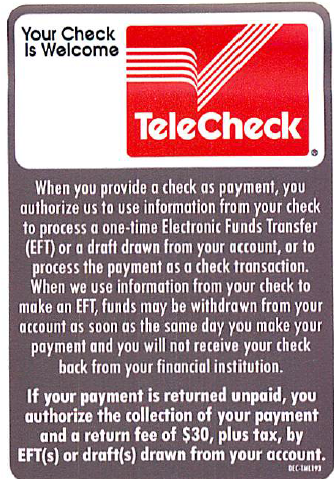 Your Check
Is Welcome
TeleCheck
®
When you provide a check as payment, you
authorize us to use information from your check
to process a one-time Electronic Funds Transfer
(EFT) or a draft drawn from your account, or to
process the payment as a check transaction.
When we use information from your check to
make an EFT, funds may be withdrawn from your
account as soon as the same day you make your
payment and you will not receive your check
back from your financial institution.
If your payment is returned unpaid, you
authorize the collection of your payment
and a return fee of $30, plus tax, by
EFT(s) or draft(s) drawn from your account.